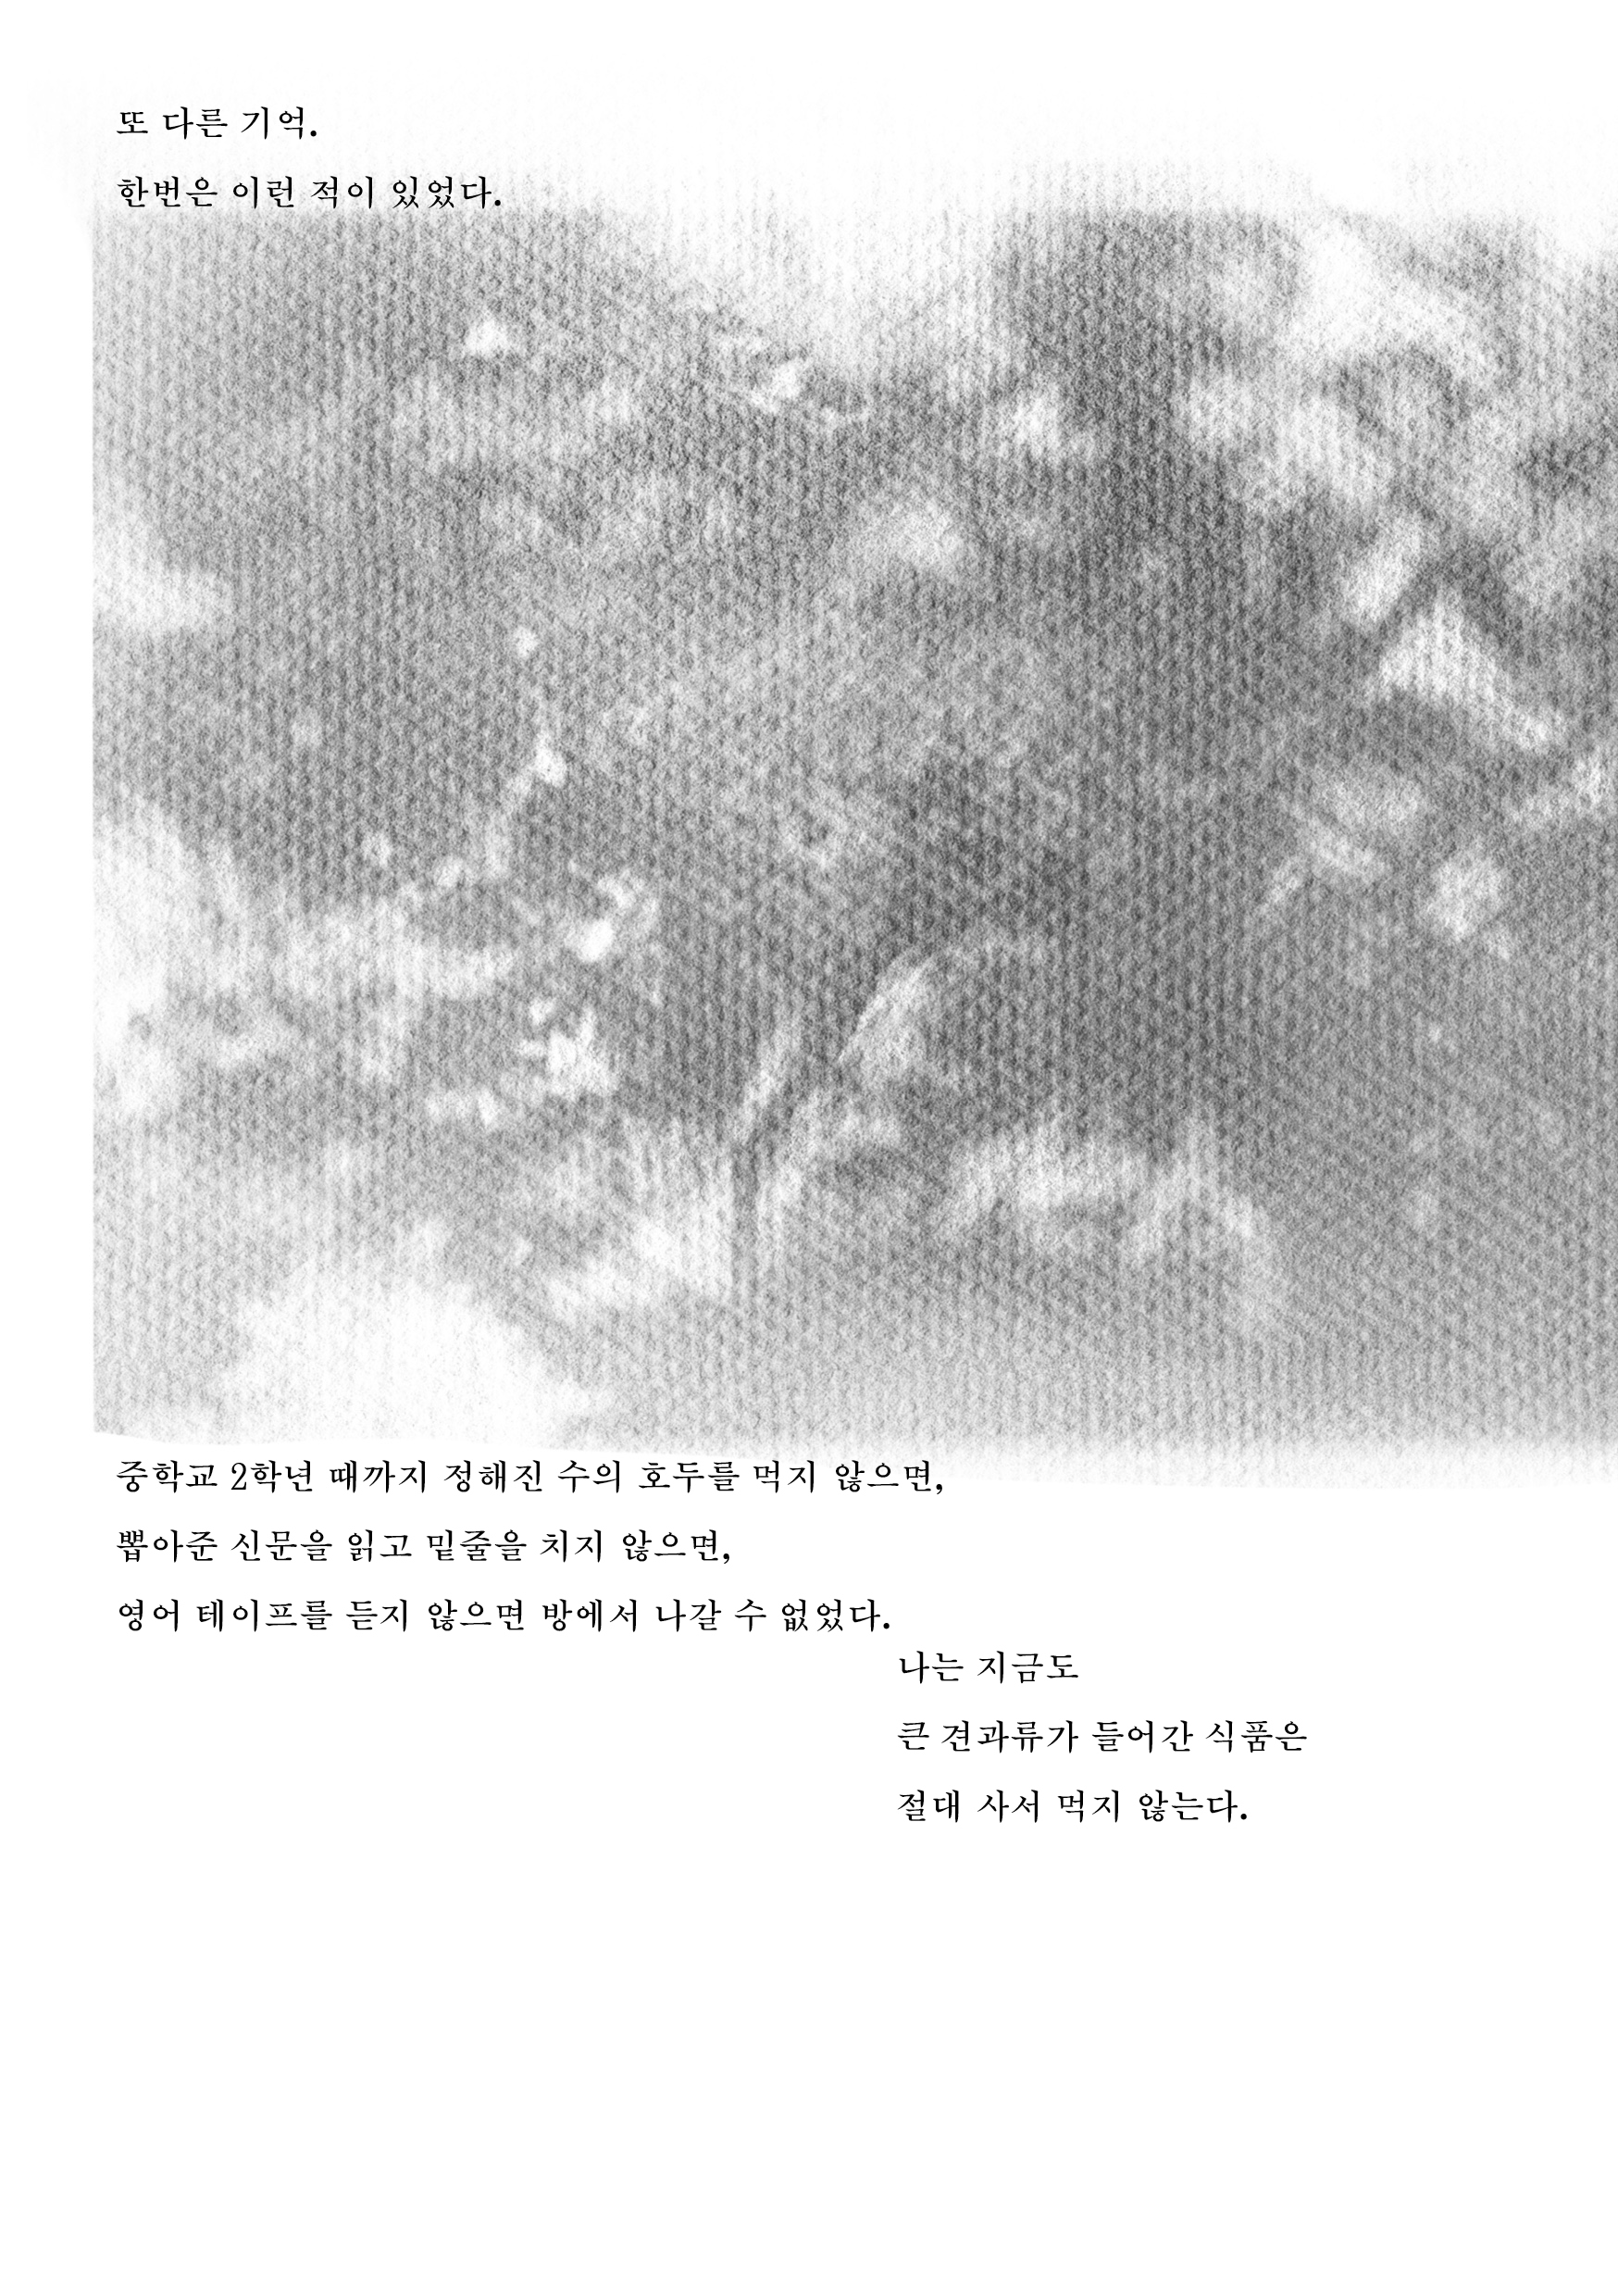 또 다른 기억.
한번은 이런 적이 있었다.
중학교 2학년 때까지 정해진 수의 호두를 먹지 않으면,
뽑아준 신문을 읽고 밑줄을 치지 않으면,
영어 테이프를 듣지 않으면 방에서 나갈 수 없었다.
나는 지금도
큰 견과류가 들어간 식품은
절대 사서 먹지 않는다.